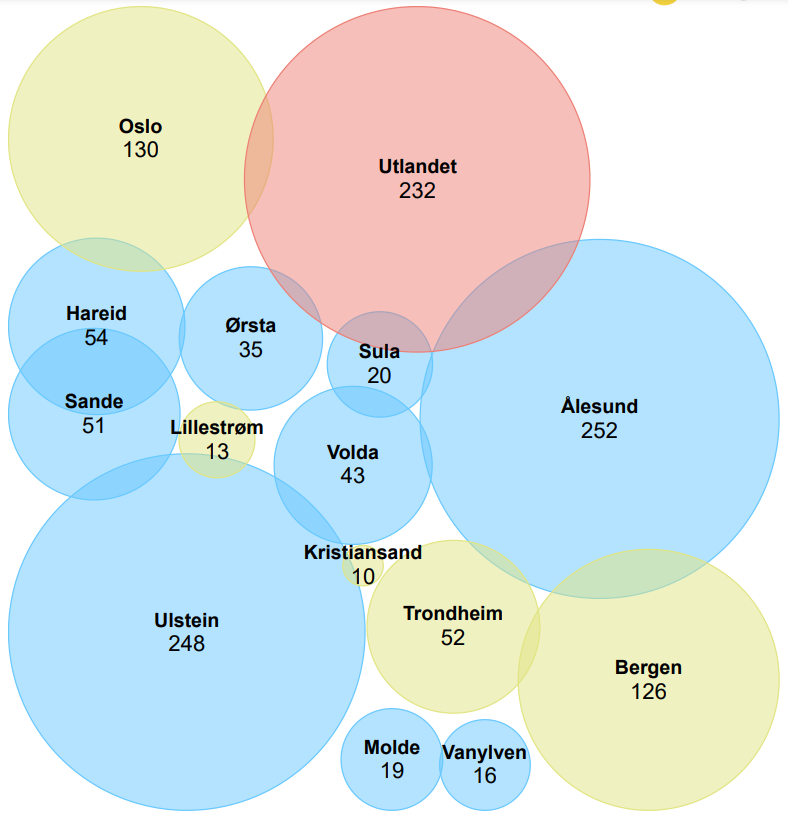 Oslo
130
Utlandet
232
Hareid
54
Ørsta
35
Sula
20
Sande
51
Lillestrøm
13
Volda
43
Ålesund
252
Kristiansand
10
Ulstein
248
Trondheim
52
Bergen
126
Molde
19
Vanylven
16